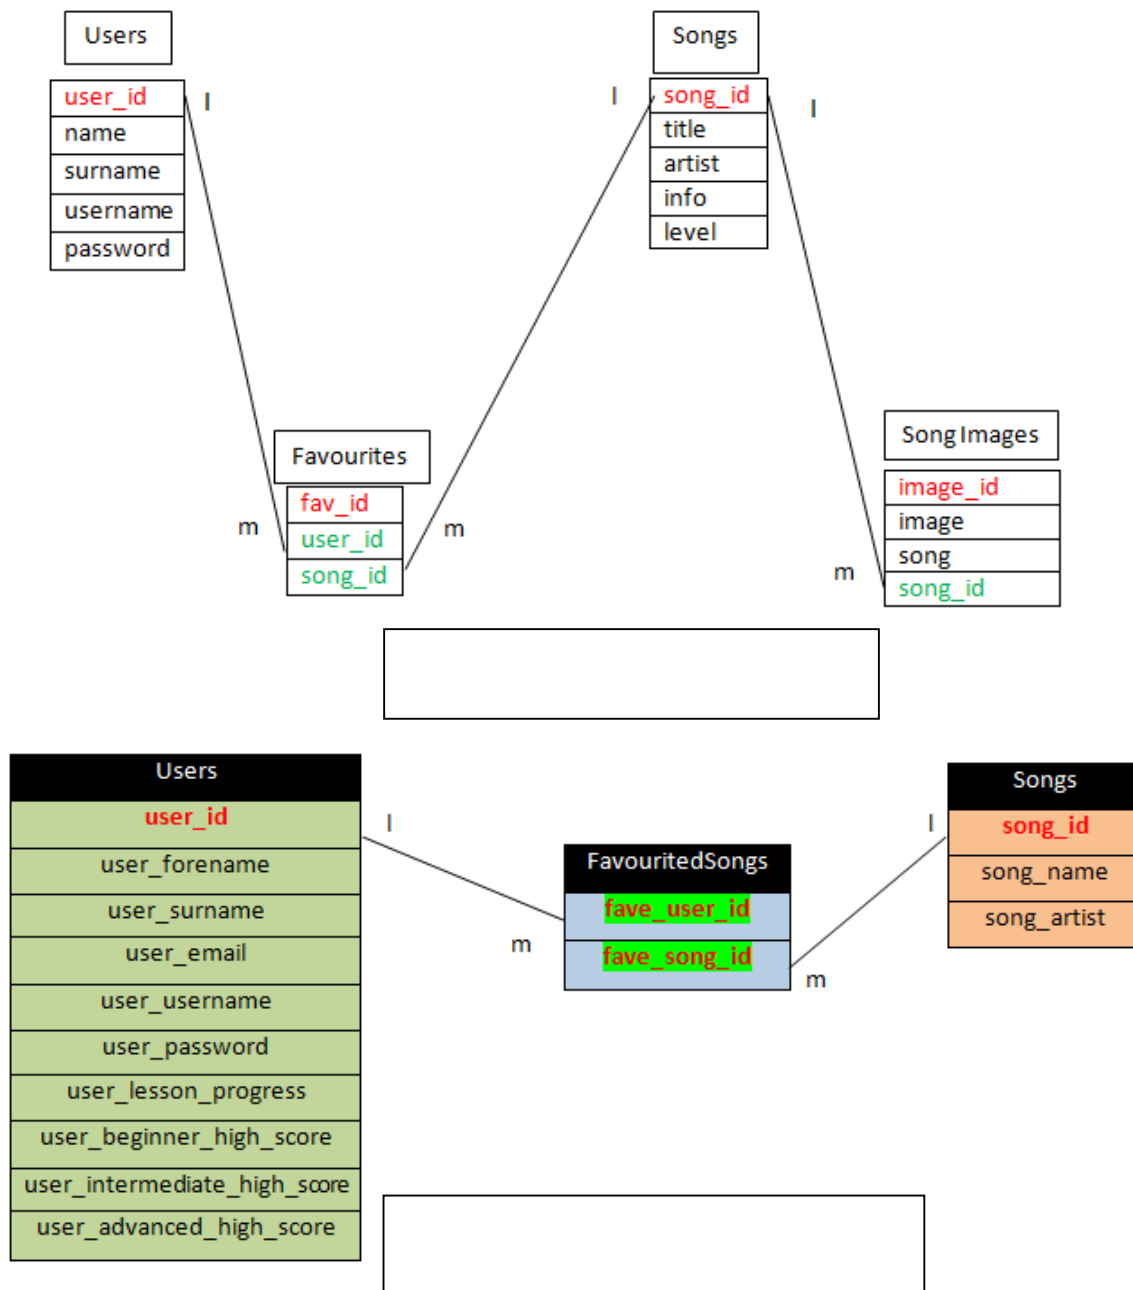 Users
user_id
name
surname
username
password
l
Songs
song_id
title
artist
info
level
l
l
Favourites
fav_id
user_id
song_id
m
m
Song Images
image_id
image
song
song_id
m
Users
user_id
user_forename
user_surname
user_email
user_username
user_password
user_lesson_progress
user_beginner_high_score
user_intermediate_high_score
user_advanced_high_score
l
m
FavouritedSongs
fave_user_id
fave_song_id
l
m
Songs
song_id
song_name
song_artist